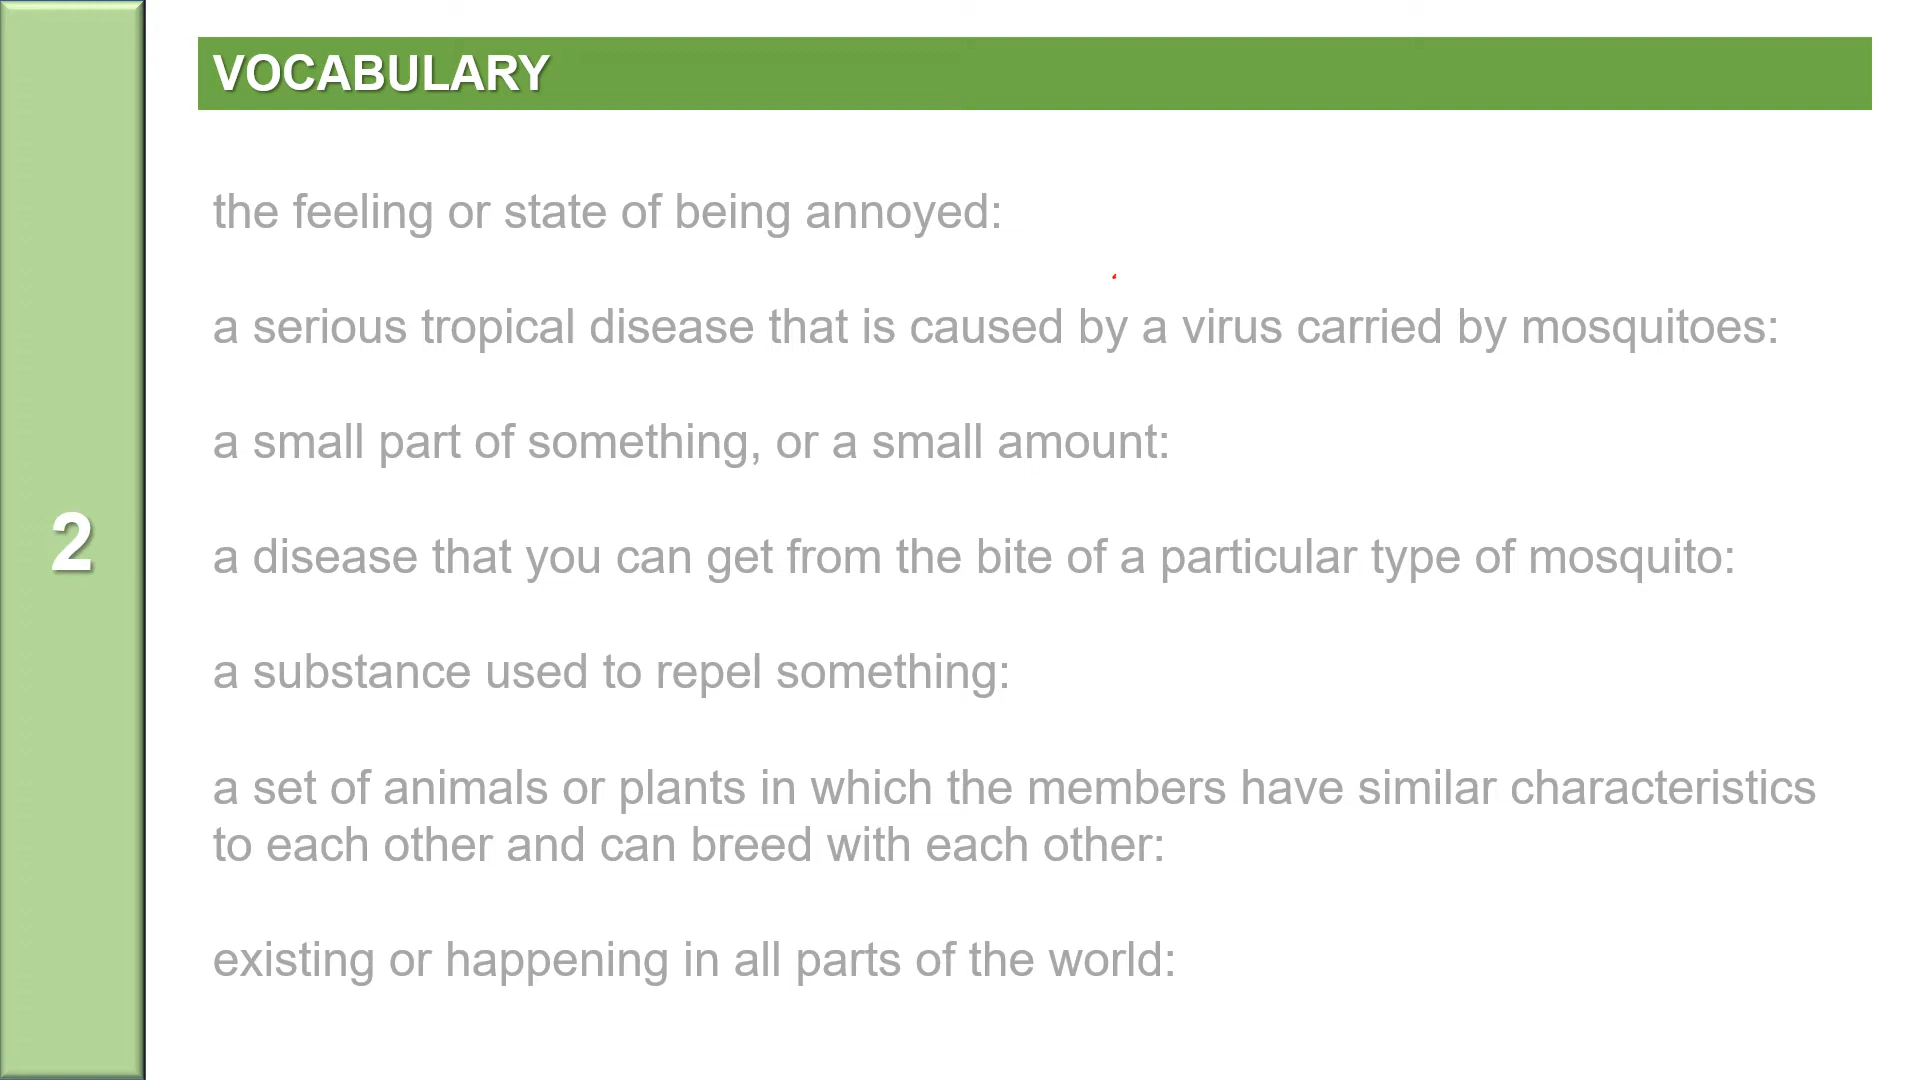 VOCABULARY
the feeling or state of being annoyed:
a serious tropical disease that is caused by a virus carried by mosquitoes:
a small part of something, or a small amount:
2
a disease that you can get from the bite of a particular type of mosquito:
a substance used to repel something:
a set of animals or plants in which the members have similar characteristics
to each other and can breed with each other:
existing or happening in all parts of the world: